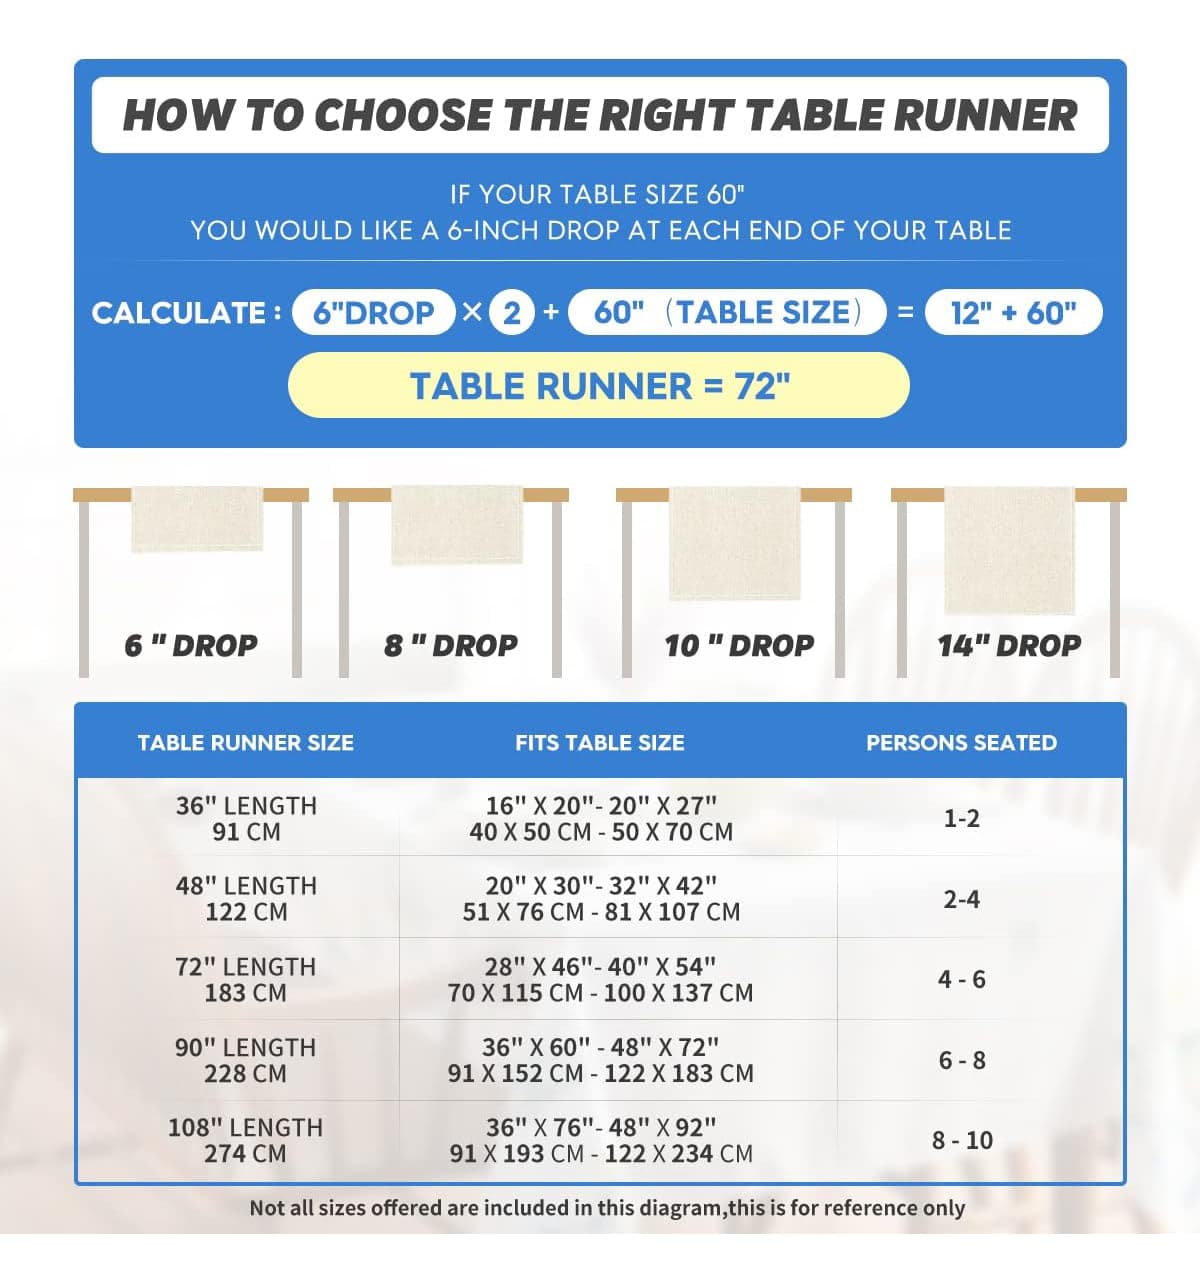 HOW TO CHOOSE THE RIGHT TABLE RUNNER
IF YOUR TABLE SIZE 60"
YOU WOULD LIKE A 6-INCH DROP AT EACH END OF YOUR TABLE
CALCULATE : 6"DROP × 2 + 60" (TABLE SIZE) = 12" + 60"
TABLE RUNNER = 72"
6 " DROP 8 " DROP 10 " DROP 14" DROP
TABLE RUNNER SIZE FITS TABLE SIZE PERSONS SEATED
36" LENGTH 16" X 20"- 20" X 27"
91 CM 40 X 50 CM - 50 X 70 CM 1-2
48" LENGTH 20" X 30"- 32" X 42"
122 CM 51 X 76 CM - 81 X 107 CM 2-4
72" LENGTH 28" X 46"- 40" X 54"
183 CM 70 X 115 CM - 100 X 137 CM 4 - 6
90" LENGTH 36" X 60" - 48" X 72"
228 CM 91 X 152 CM - 122 X 183 CM 6 - 8
108" LENGTH 36" X 76"- 48" X 92"
274 CM 91 X 193 CM - 122 X 234 CM 8 - 10
Not all sizes offered are included in this diagram,this is for reference only